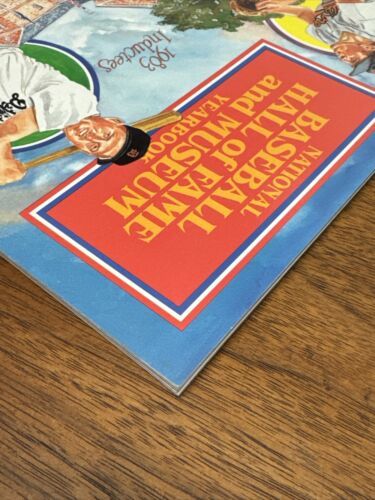 1983
Inductees
NATIONAL
BASEBALL
HALL of FAME
and MUSEUM
YEARBOOK